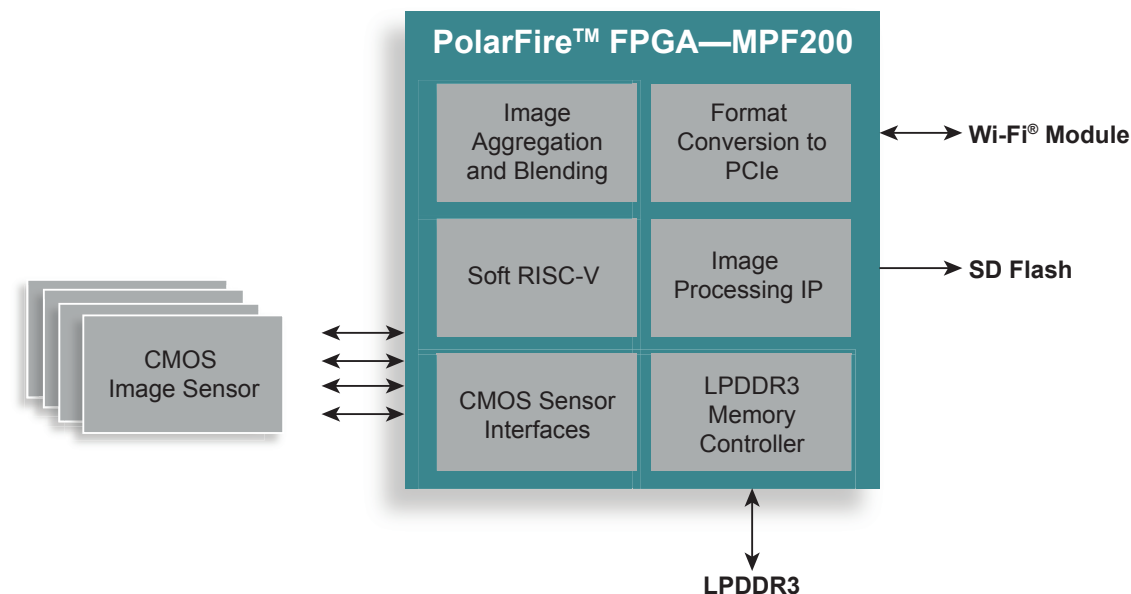 PolarFire™ FPGA—MPF200
Image
Aggregation
and Blending
Format
Conversion to
PCIe
Wi-Fi® Module
Soft RISC-V
Image
Processing IP
SD Flash
CMOS
Image Sensor
CMOS Sensor
Interfaces
LPDDR3
Memory
Controller
LPDDR3